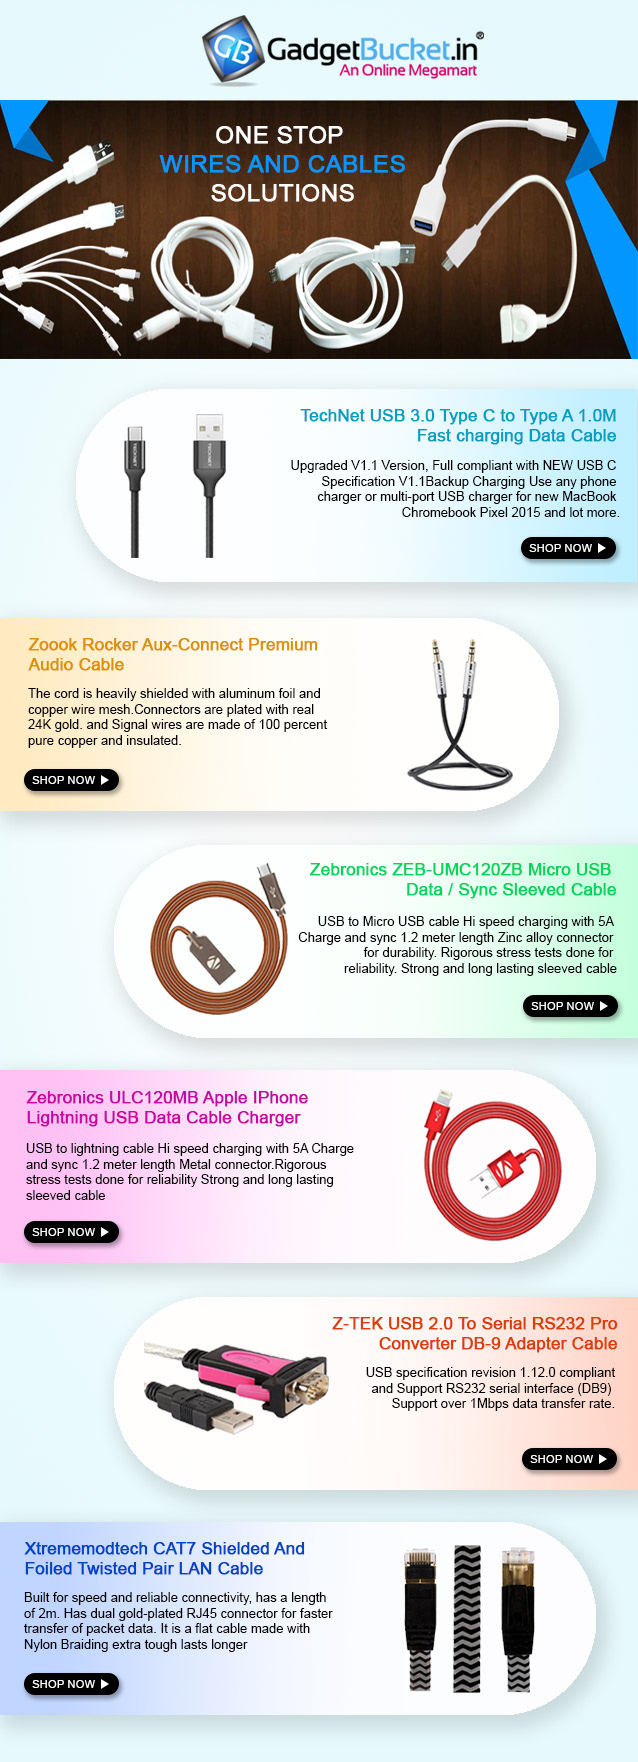 GB GadgetBucket.in®
An Online Megamart
ONE STOP
WIRES AND CABLES
SOLUTIONS
TechNet USB 3.0 Type C to Type A 1.0M
Fast charging Data Cable
Upgraded V1.1 Version, Full compliant with NEW USB C
Specification V1.1Backup Charging Use any phone
charger or multi-port USB charger for new MacBook
Chromebook Pixel 2015 and lot more.
TECHNET
TECHNET
SHOP NOW
Zoook Rocker Aux-Connect Premium
Audio Cable
The cord is heavily shielded with aluminum foil and
copper wire mesh.Connectors are plated with real
24K gold. and Signal wires are made of 100 percent
pure copper and insulated.
SHOP NOW
Zebronics ZEB-UMC120ZB Micro USB
Data / Sync Sleeved Cable
USB to Micro USB cable Hi speed charging with 5A
Charge and sync 1.2 meter length Zinc alloy connector
for durability. Rigorous stress tests done for
reliability. Strong and long lasting sleeved cable
SHOP NOW
Zebronics ULC120MB Apple IPhone
Lightning USB Data Cable Charger
USB to lightning cable Hi speed charging with 5A Charge
and sync 1.2 meter length Metal connector.Rigorous
stress tests done for reliability Strong and long lasting
sleeved cable
SHOP NOW
Z-TEK USB 2.0 To Serial RS232 Pro
Converter DB-9 Adapter Cable
USB specification revision 1.12.0 compliant
and Support RS232 serial interface (DB9)
Support over 1Mbps data transfer rate.
SHOP NOW
Xtrememodtech CAT7 Shielded And
Foiled Twisted Pair LAN Cable
Built for speed and reliable connectivity, has a length
of 2m. Has dual gold-plated RJ45 connector for faster
transfer of packet data. It is a flat cable made with
Nylon Braiding extra tough lasts longer
SHOP NOW